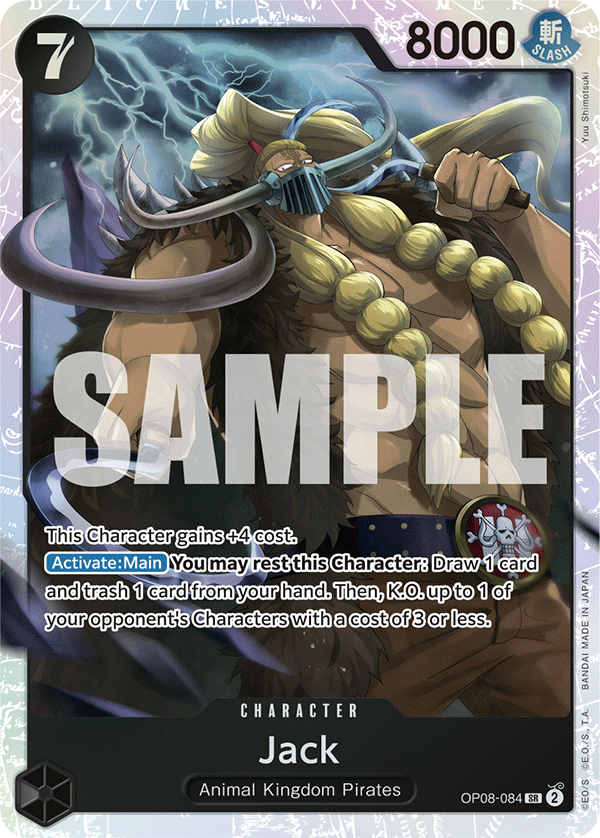 7
8000
斬
SLASH
Yuu Shimotsuki
SAMPLE
This Character gains +4 cost.
Activate:Main You may rest this Character: Draw 1 card
and trash 1 card from your hand. Then, K.O. up to 1 of
your opponent's Characters with a cost of 3 or less.
CHARACTER
Jack
Animal Kingdom Pirates
OP08-084 SR 2
©EO/S ©E.O./S., T.A. BANDAI MADE IN JAPAN